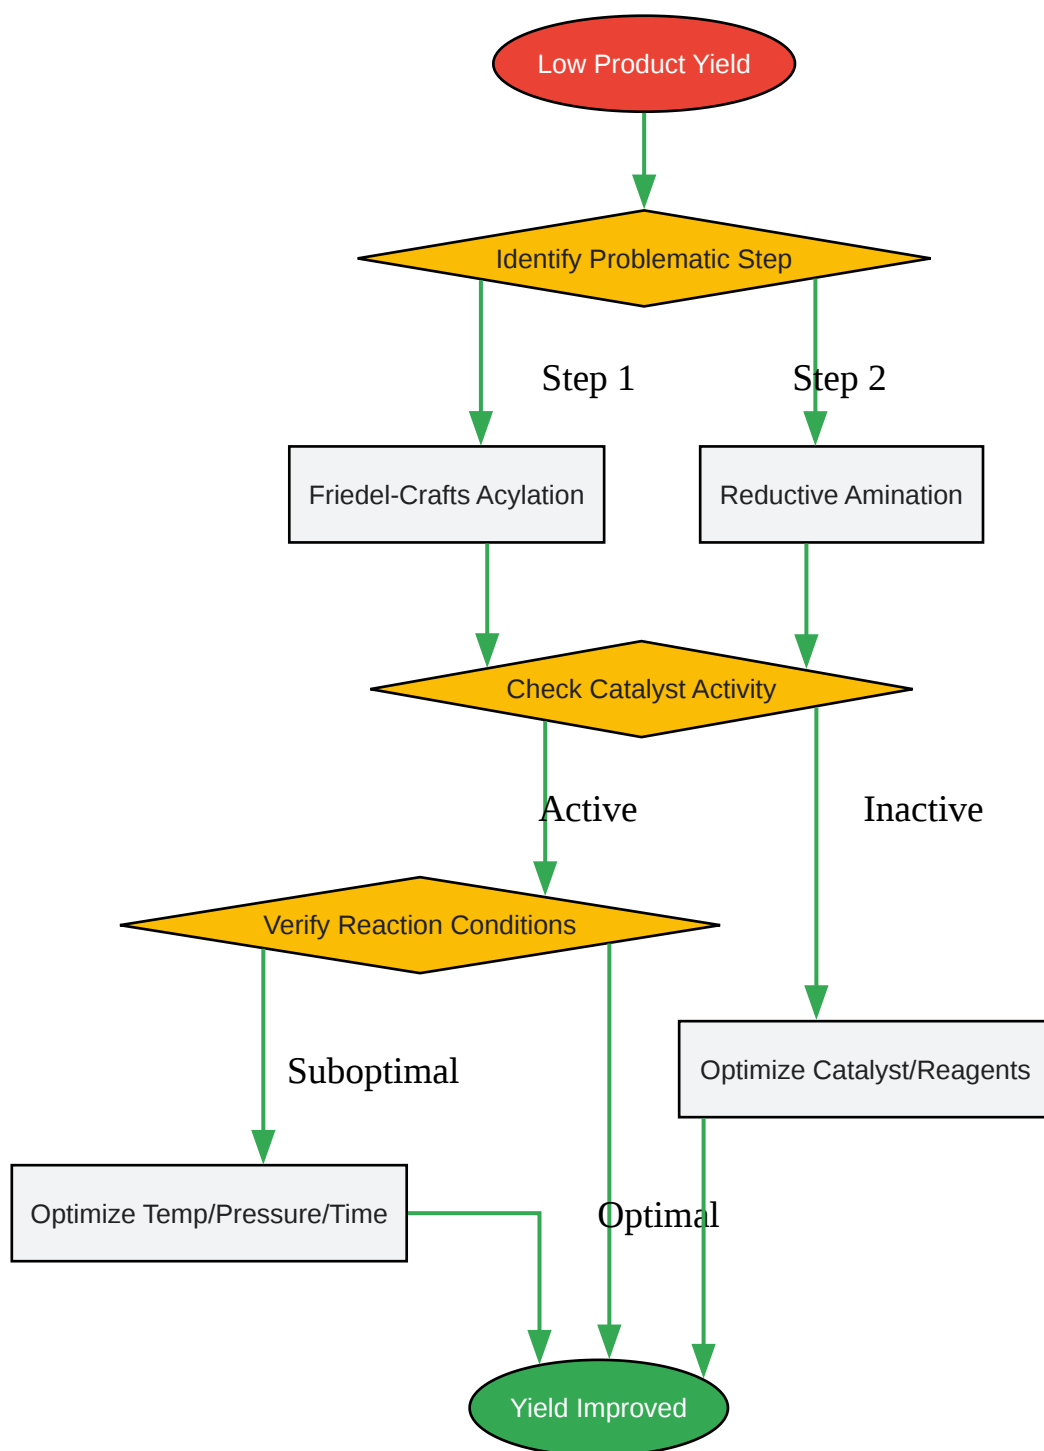 Low Product Yield
Identify Problematic Step
Step 1
Step 2
Friedel-Crafts Acylation
Reductive Amination
Check Catalyst Activity
Active
Inactive
Verify Reaction Conditions
Suboptimal
Optimize Catalyst/Reagents
Optimize Temp/Pressure/Time
Optimal
Yield Improved